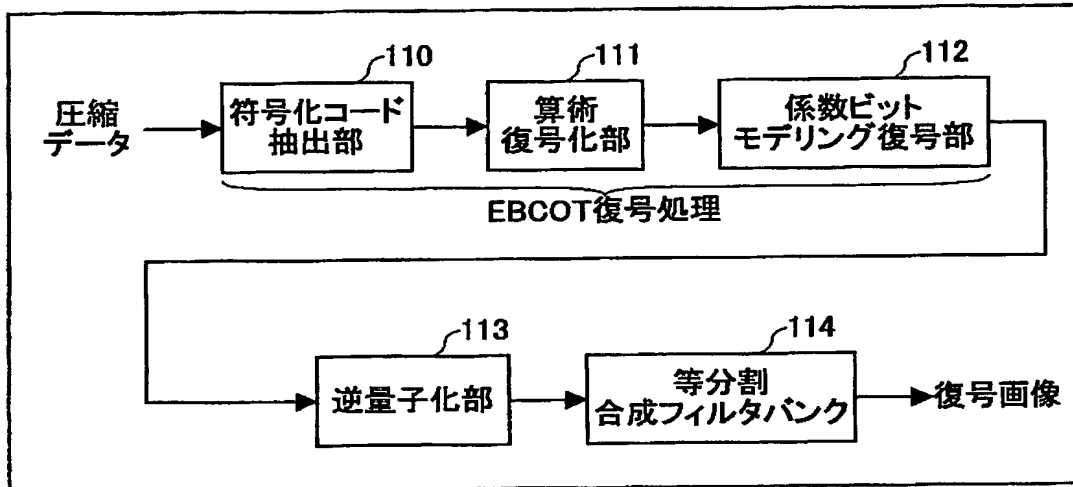 110
111
112
圧縮
データ
符号化コード
抽出部
算術
復号化部
係数ビット
モデリング復号部
EBCOT復号処理
113
114
逆量子化部
等分割
合成フィルタバンク
復号画像